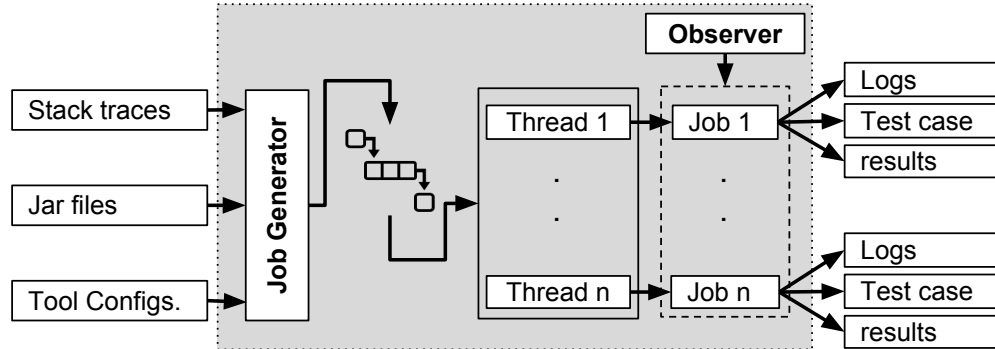 Observer
Stack traces
Jar files
Tool Configs.
Job Generator
Thread 1
.
.
Thread n
Job 1
.
.
Job n
Logs
Test case
results
Logs
Test case
results